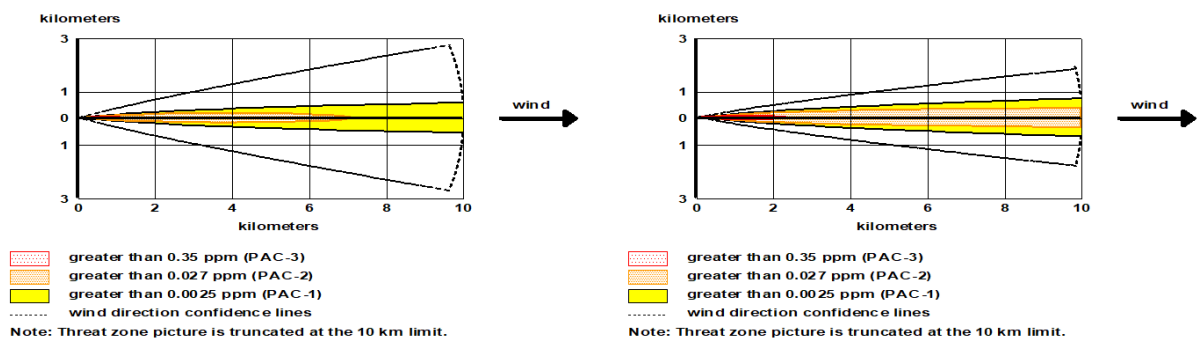 kilometers
3
1
0
1
3
0 2 4 6 8 10
kilometers
wind
greater than 0.35 ppm (PAC-3)
greater than 0.027 ppm (PAC-2)
greater than 0.0025 ppm (PAC-1)
wind direction confidence lines
Note: Threat zone picture is truncated at the 10 km limit.
kilometers
3
1
0
1
3
0 2 4 6 8 10
kilometers
wind
greater than 0.35 ppm (PAC-3)
greater than 0.027 ppm (PAC-2)
greater than 0.0025 ppm (PAC-1)
wind direction confidence lines
Note: Threat zone picture is truncated at the 10 km limit.